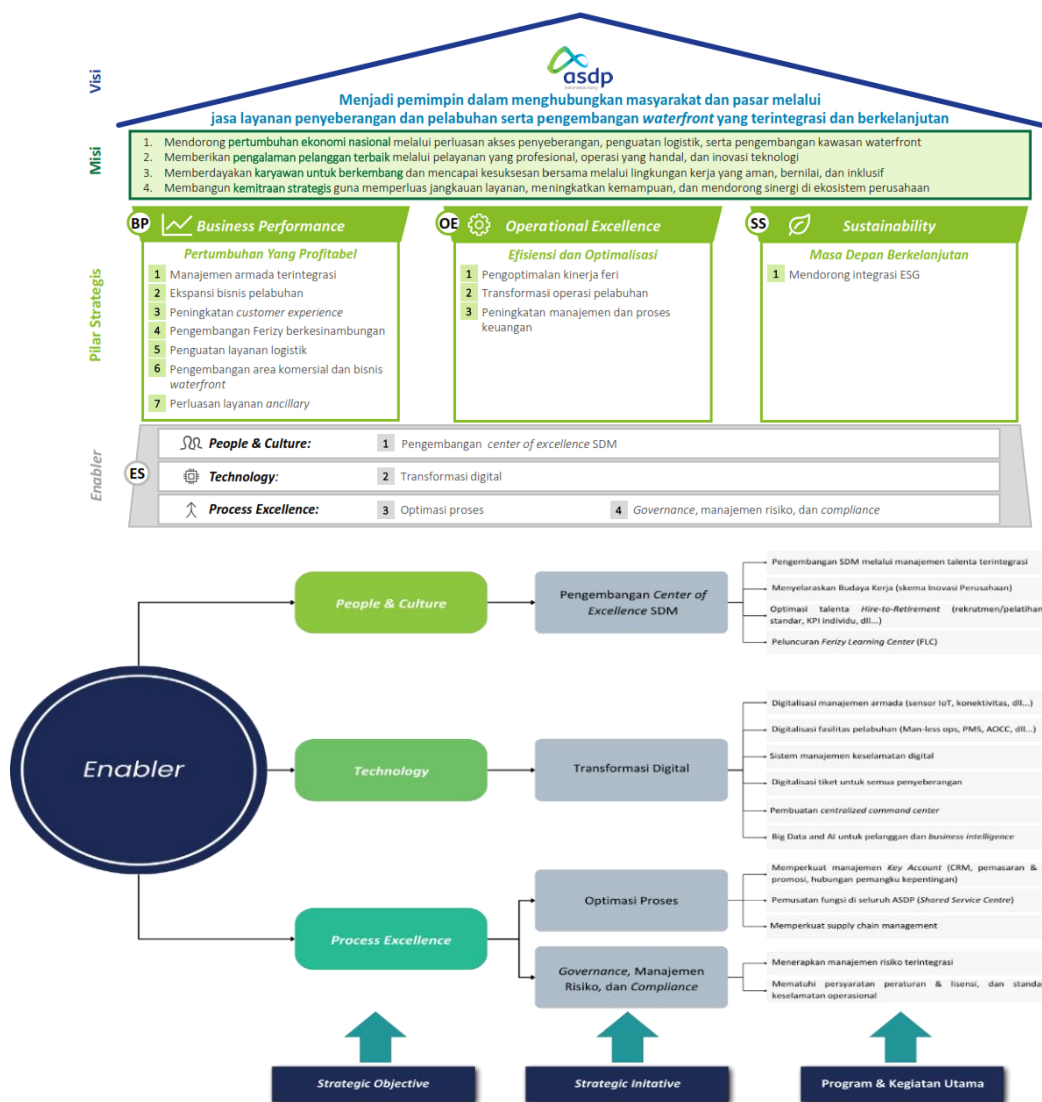 Visi
asdp
Menjadi pemimpin dalam menghubungkan masyarakat dan pasar melalui
jasa layanan penyeberangan dan pelabuhan serta pengembangan waterfront yang terintegrasi dan berkelanjutan
Misi
1. Mendorong pertumbuhan ekonomi nasional melalui perluasan akses penyeberangan, penguatan logistik, serta pengembangan kawasan waterfront
2. Memberikan pengalaman pelanggan terbaik melalui pelayanan yang profesional, operasi yang handal, dan inovasi teknologi
3. Memberdayakan karyawan untuk berkembang dan mencapai kesuksesan bersama melalui lingkungan kerja yang aman, bernilai, dan inklusif
4. Membangun kemitraan strategis guna memperluas jangkauan layanan, meningkatkan kemampuan, dan mendorong sinergi di ekosistem perusahaan
Pilar Strategis
BP Business Performance
Pertumbuhan Yang Profitabel
1 Manajemen armada terintegrasi
2 Ekspansi bisnis pelabuhan
3 Peningkatan customer experience
4 Pengembangan Ferizy berkesinambungan
5 Penguatan layanan logistik
6 Pengembangan area komersial dan bisnis
waterfront
7 Perluasan layanan ancillary
OE Operational Excellence
Efisiensi dan Optimalisasi
1 Pengoptimalan kinerja feri
2 Transformasi operasi pelabuhan
3 Peningkatan manajemen dan proses
keuangan
SS Sustainability
Masa Depan Berkelanjutan
1 Mendorong integrasi ESG
Enabler
ES
People & Culture: 1 Pengembangan center of excellence SDM
Technology: 2 Transformasi digital
Process Excellence: 3 Optimasi proses 4 Governance, manajemen risiko, dan compliance
Enabler
People & Culture
Pengembangan Center of
Excellence SDM
Pengembangan SDM melalui manajemen talenta terintegrasi
Menyelaraskan Budaya Kerja (skema Inovasi Perusahaan)
Optimasi talenta Hire-to-Retirement (rekrutmen/pelatihan
standar, KPI individu, dll...)
Peluncuran Ferizy Learning Center (FLC)
Technology
Transformasi Digital
Digitalisasi manajemen armada (sensor IoT, konektivitas, dll...)
Digitalisasi fasilitas pelabuhan (Man-less ops, PMS, AOCC, dll...)
Sistem manajemen keselamatan digital
Digitalisasi tiket untuk semua penyeberangan
Pembuatan centralized command center
Big Data and AI untuk pelanggan dan business intelligence
Process Excellence
Optimasi Proses
Memperkuat manajemen Key Account (CRM, pemasaran &
promosi, hubungan pemangku kepentingan)
Pemusatan fungsi di seluruh ASDP (Shared Service Centre)
Memperkuat supply chain management
Governance, Manajemen
Risiko, dan Compliance
Menerapkan manajemen risiko terintegrasi
Mematuhi persyaratan peraturan & lisensi, dan standa
keselamatan operasional
Strategic Objective
Strategic Initative
Program & Kegiatan Utama